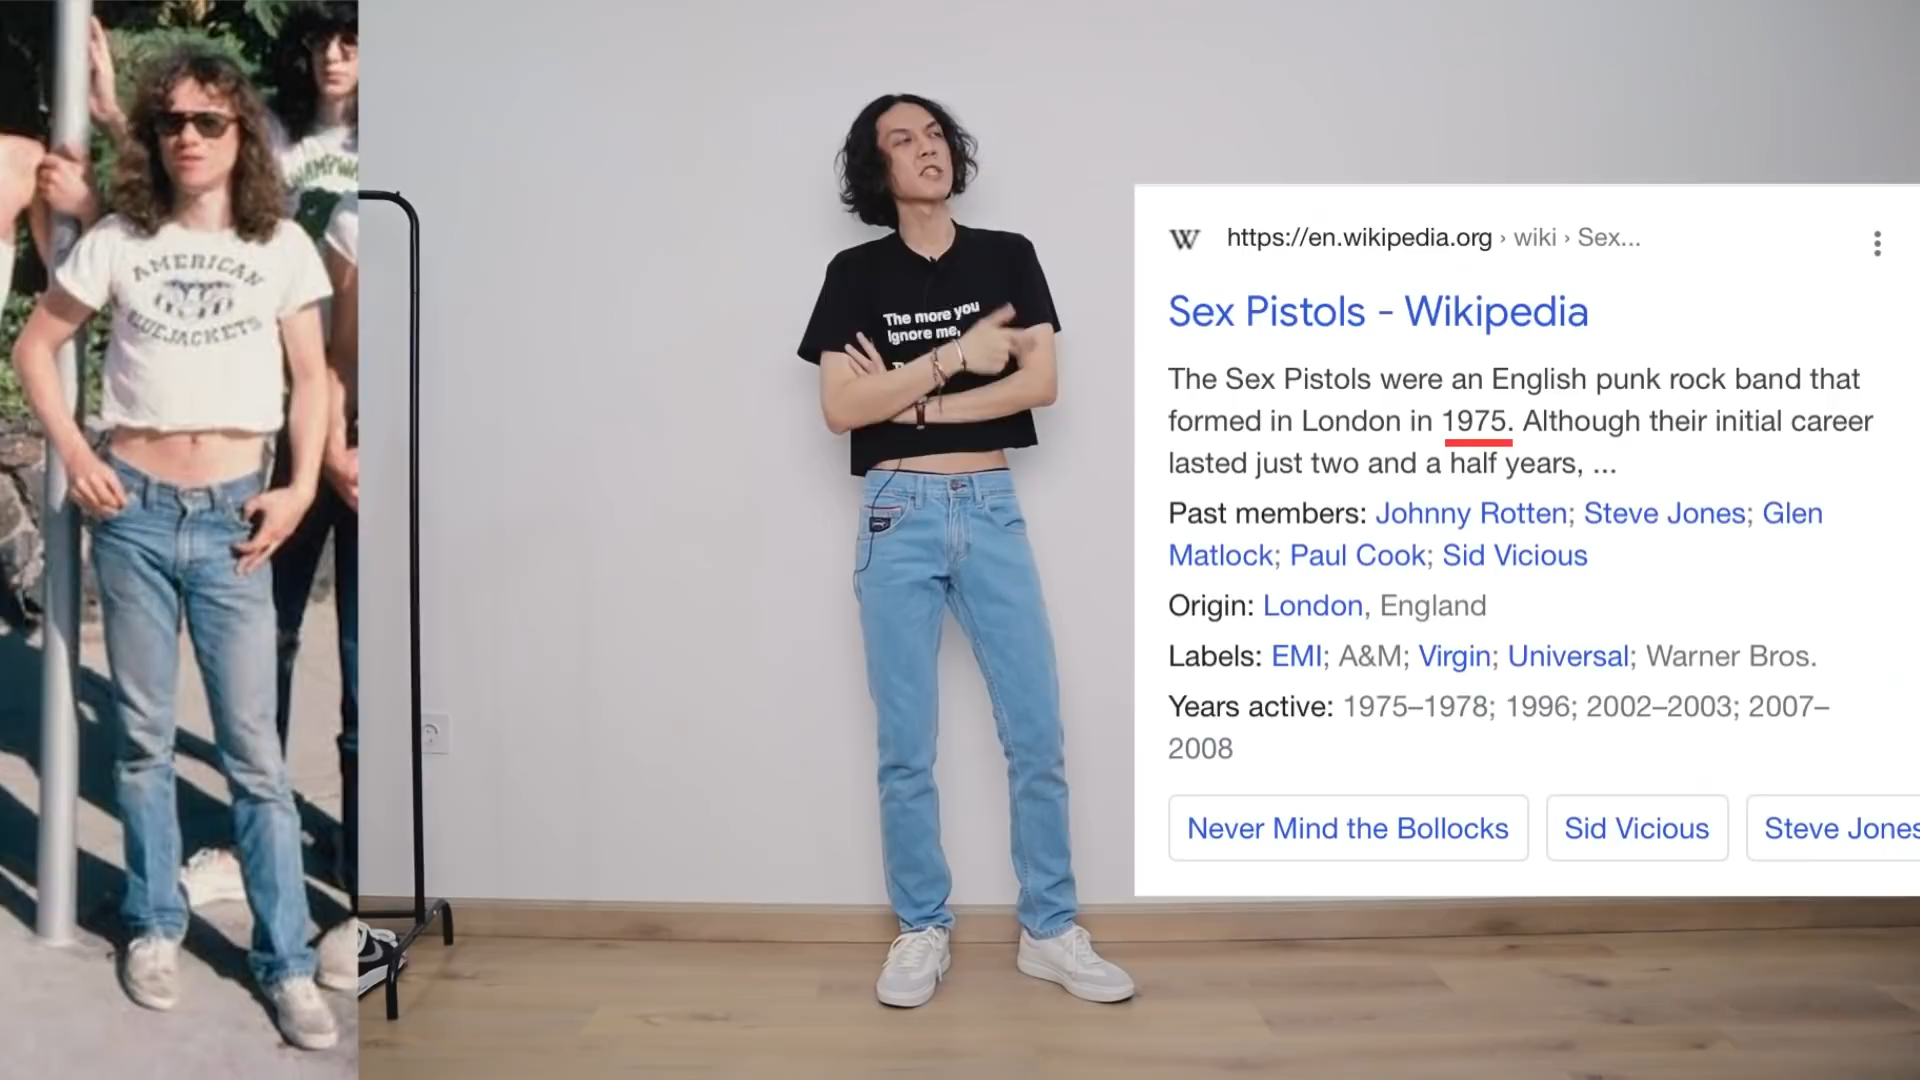 AMERICAN
BLUEJACKETS
The more you
ignore me,
https://en.wikipedia.org › wiki › Sex...
Sex Pistols - Wikipedia
The Sex Pistols were an English punk rock band that
formed in London in 1975. Although their initial career
lasted just two and a half years, ...
Past members: Johnny Rotten; Steve Jones; Glen
Matlock; Paul Cook; Sid Vicious
Origin: London, England
Labels: EMI; A&M; Virgin; Universal; Warner Bros.
Years active: 1975–1978; 1996; 2002–2003; 2007–
2008
Never Mind the Bollocks
Sid Vicious
Steve Jones